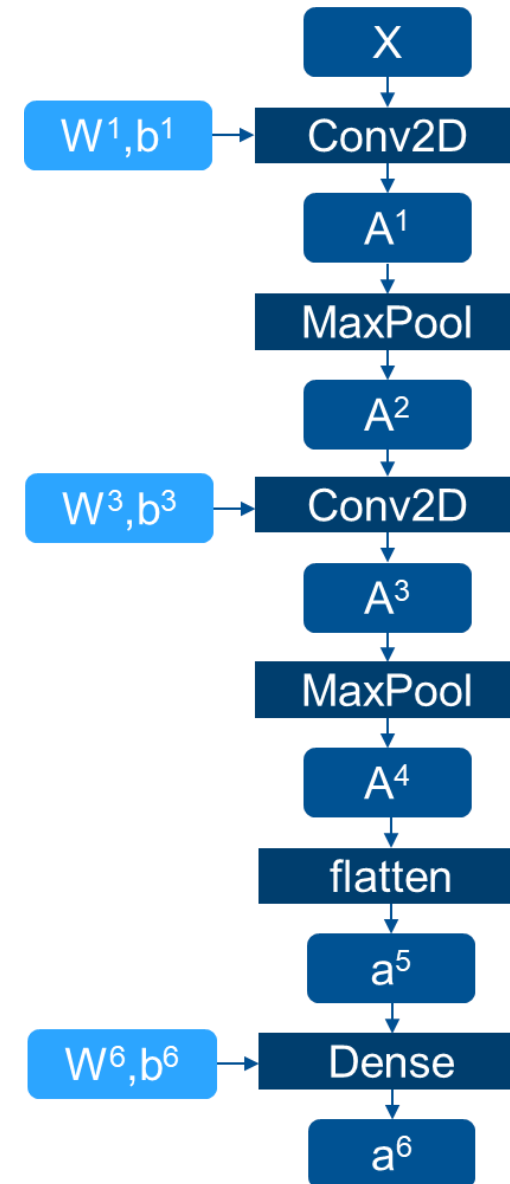 X
W¹,b¹
Conv2D
A¹
MaxPool
A²
W³,b³
Conv2D
A³
MaxPool
A⁴
flatten
a⁵
W⁶,b⁶
Dense
a⁶